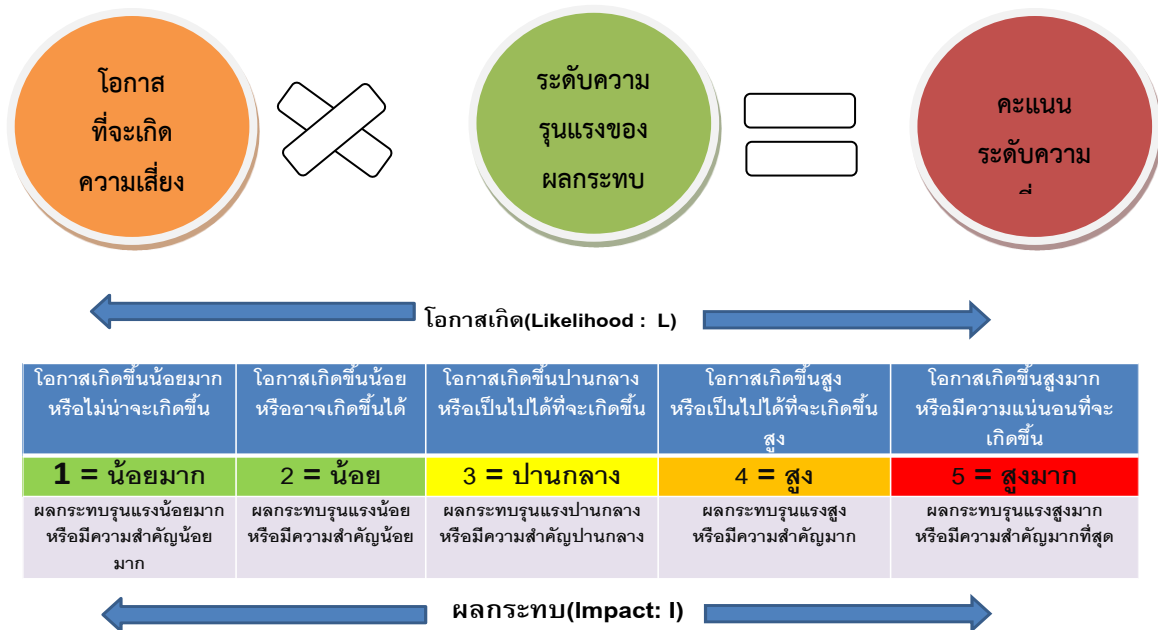 โอกาส
ที่จะเกิด
ความเสี่ยง
ระดับความ
รุนแรงของ
ผลกระทบ
คะแนน
ระดับความ
โอกาสเกิด(Likelihood : L)
โอกาสเกิดขึ้นน้อยมาก
หรือไม่น่าจะเกิดขึ้น
โอกาสเกิดขึ้นน้อย
หรืออาจเกิดขึ้นได้
โอกาสเกิดขึ้นปานกลาง
หรือเป็นไปได้ที่จะเกิดขึ้น
โอกาสเกิดขึ้นสูง
หรือเป็นไปได้ที่จะเกิดขึ้น
สูง
โอกาสเกิดขึ้นสูงมาก
หรือมีความแน่นอนที่จะ
เกิดขึ้น
1 = น้อยมาก
2 = น้อย
3 = ปานกลาง
4 = สูง
5 = สูงมาก
ผลกระทบรุนแรงน้อยมาก
หรือมีความสำคัญน้อย
มาก
ผลกระทบรุนแรงน้อย
หรือมีความสำคัญน้อย
ผลกระทบรุนแรงปานกลาง
หรือมีความสำคัญปานกลาง
ผลกระทบรุนแรงสูง
หรือมีความสำคัญมาก
ผลกระทบรุนแรงสูงมาก
หรือมีความสำคัญมากที่สุด
ผลกระทบ(Impact: I)